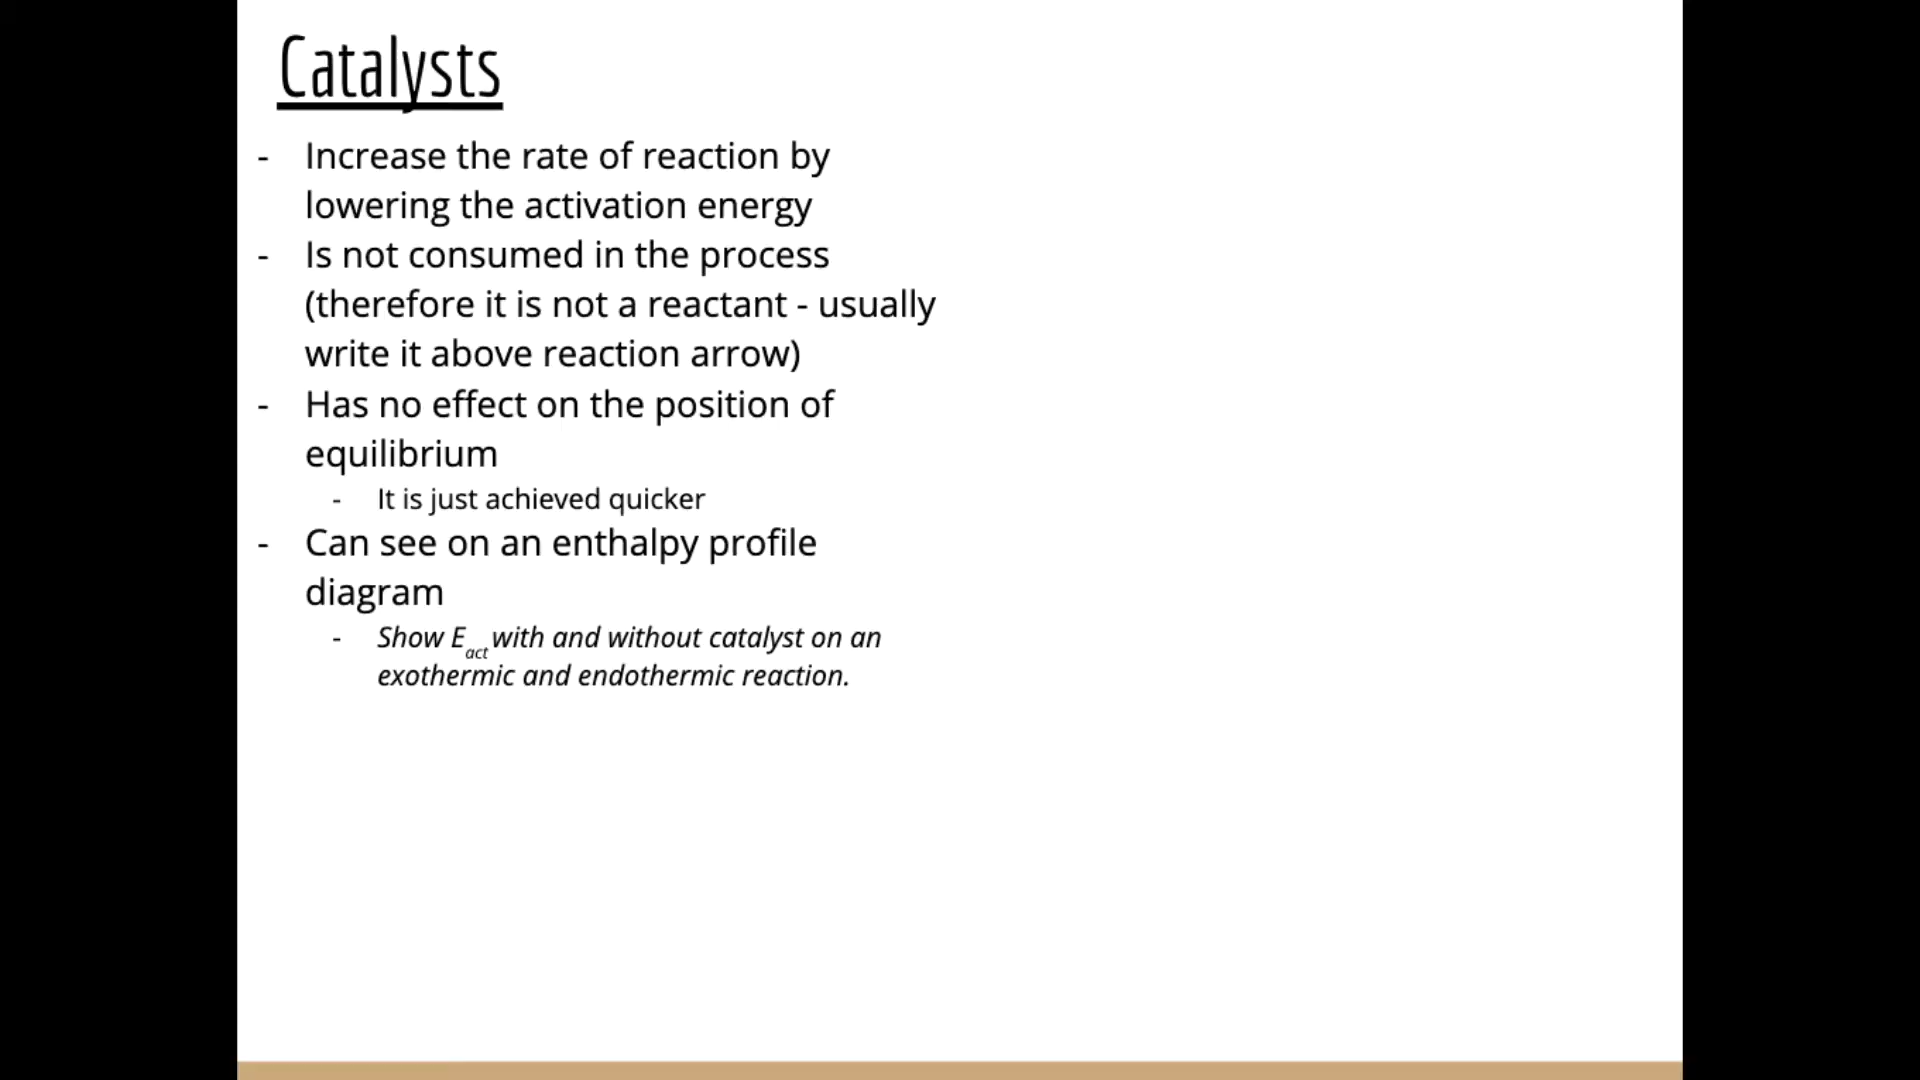 Catalysts
- Increase the rate of reaction by
lowering the activation energy
- Is not consumed in the process
(therefore it is not a reactant - usually
write it above reaction arrow)
- Has no effect on the position of
equilibrium
- It is just achieved quicker
- Can see on an enthalpy profile
diagram
- Show Eact with and without catalyst on an
exothermic and endothermic reaction.